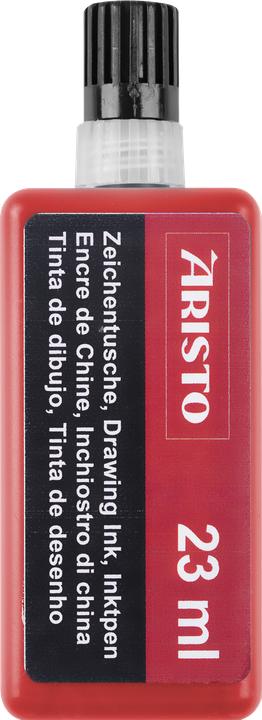 ARISTO
23 ml
Zeichentusche, Drawing Ink, Inktpen
Encre de Chine, Inchiostro di china
Tinta de dibujo, Tinta de desenho